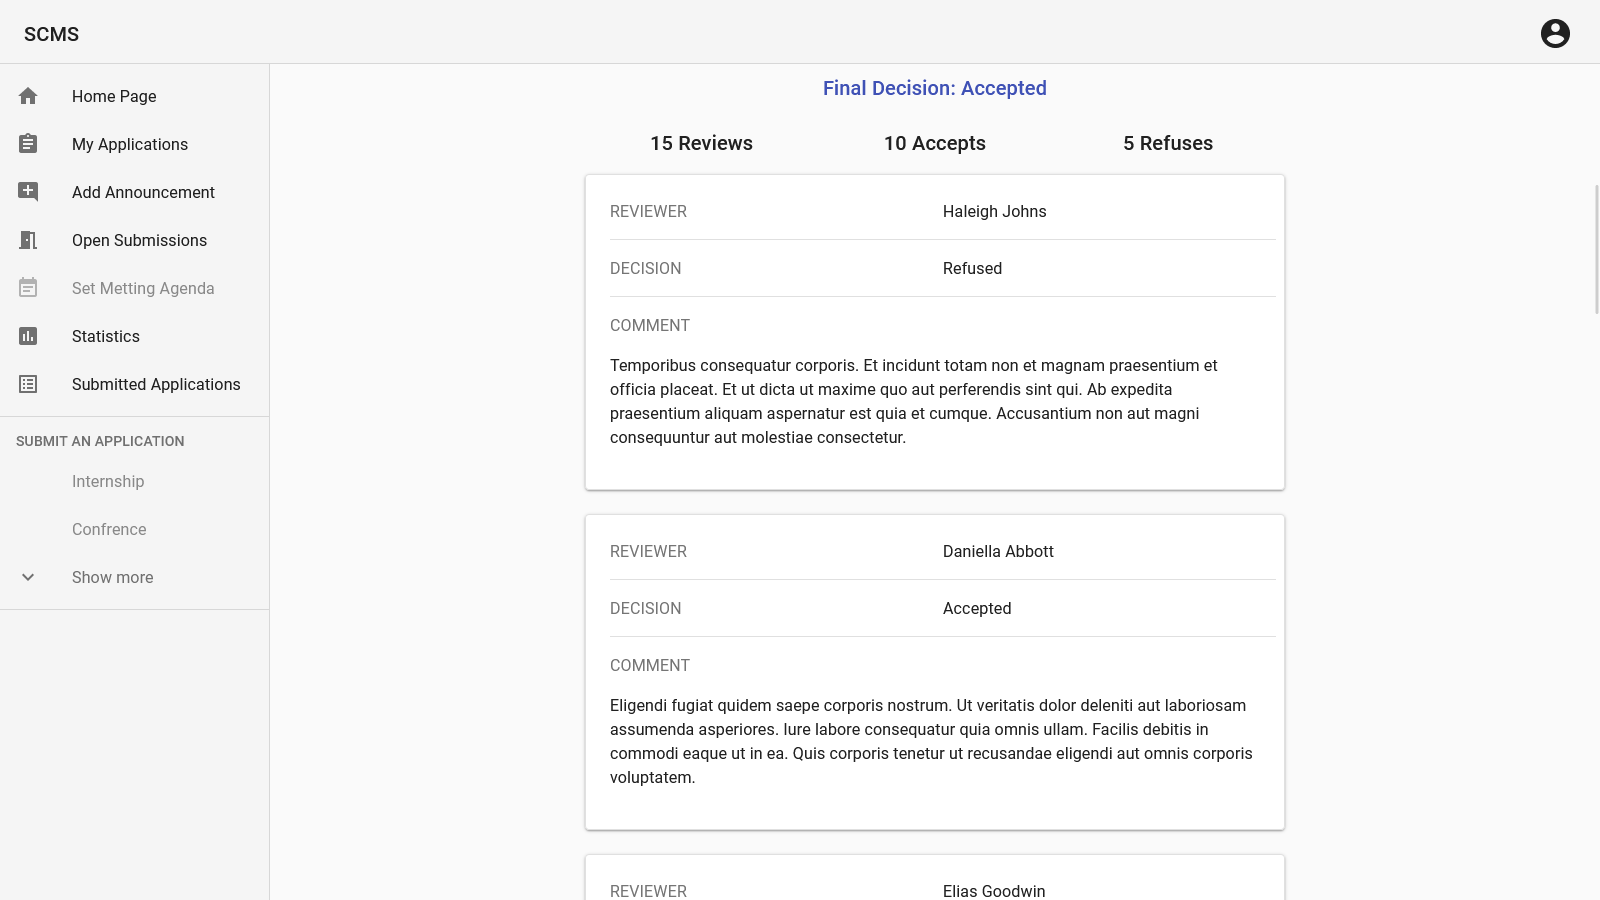 SCMS
Home Page
My Applications
Add Announcement
Open Submissions
Set Metting Agenda
Statistics
Submitted Applications
SUBMIT AN APPLICATION
Internship
Confrence
Show more
Final Decision: Accepted
15 Reviews 10 Accepts 5 Refuses
REVIEWER Haleigh Johns
DECISION Refused
COMMENT
Temporibus consequatur corporis. Et incidunt totam non et magnam praesentium et
officia placeat. Et ut dicta ut maxime quo aut perferendis sint qui. Ab expedita
praesentium aliquam aspernatur est quia et cumque. Accusantium non aut magni
consequuntur aut molestiae consectetur.
REVIEWER Daniella Abbott
DECISION Accepted
COMMENT
Eligendi fugiat quidem saepe corporis nostrum. Ut veritatis dolor deleniti aut laboriosam
assumenda asperiores. Iure labore consequatur quia omnis ullam. Facilis debitis in
commodi eaque ut in ea. Quis corporis tenetur ut recusandae eligendi aut omnis corporis
voluptatem.
REVIEWER Elias Goodwin